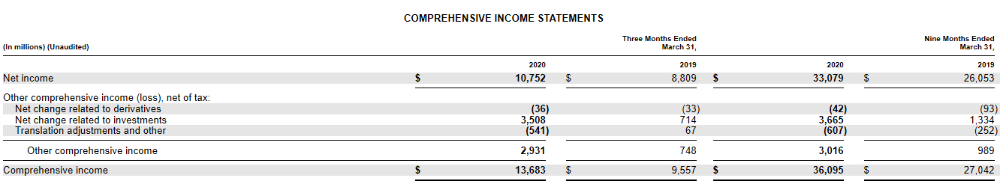 COMPREHENSIVE INCOME STATEMENTS
Three Months Ended Nine Months Ended
(In millions) (Unaudited) March 31, March 31,
2020 2019 2020 2019
Net income $ 10,752 $ 8,809 $ 33,079 $ 26,053
Other comprehensive income (loss), net of tax:
Net change related to derivatives (36) (33) (42) (93)
Net change related to investments 3,508 714 3,665 1,334
Translation adjustments and other (541) 67 (607) (252)
Other comprehensive income 2,931 748 3,016 989
Comprehensive income $ 13,683 $ 9,557 $ 36,095 $ 27,042